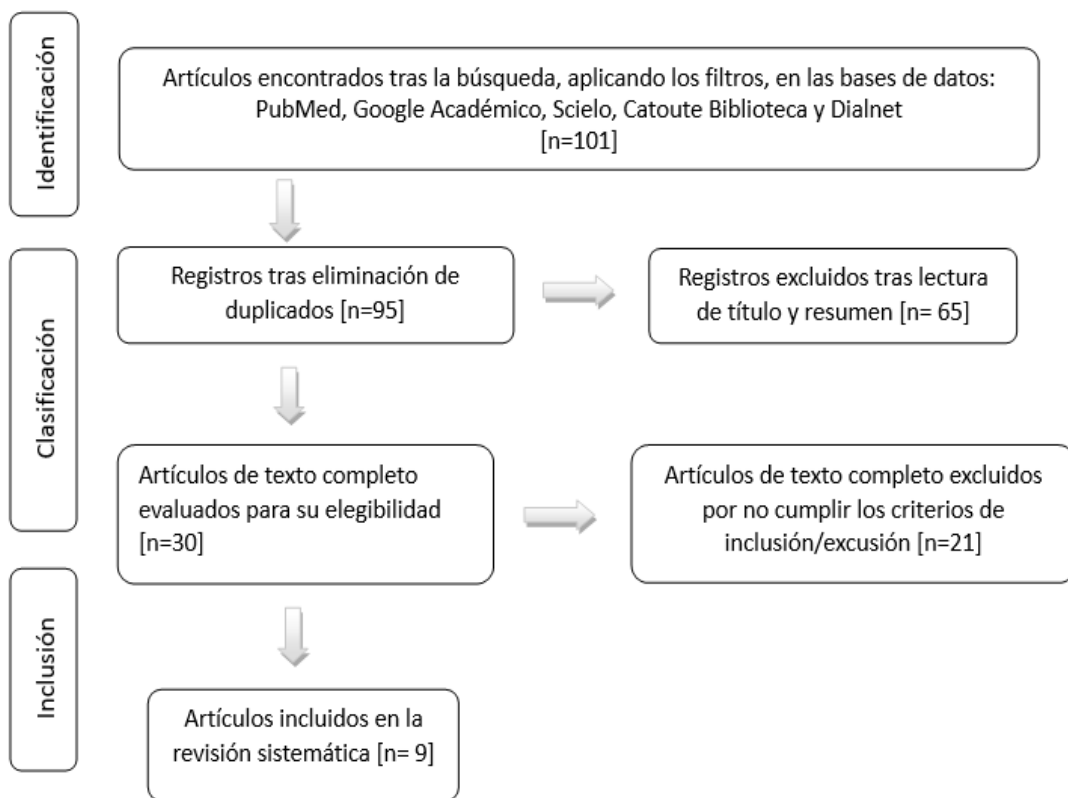 Identificación
Artículos encontrados tras la búsqueda, aplicando los filtros, en las bases de datos:
PubMed, Google Académico, Scielo, Catoute Biblioteca y Dialnet
[n=101]
Clasificación
Registros tras eliminación de
duplicados [n=95]
Registros excluidos tras lectura
de título y resumen [n= 65]
Artículos de texto completo
evaluados para su elegibilidad
[n=30]
Artículos de texto completo excluidos
por no cumplir los criterios de
inclusión/excusión [n=21]
Inclusión
Artículos incluidos en la
revisión sistemática [n= 9]